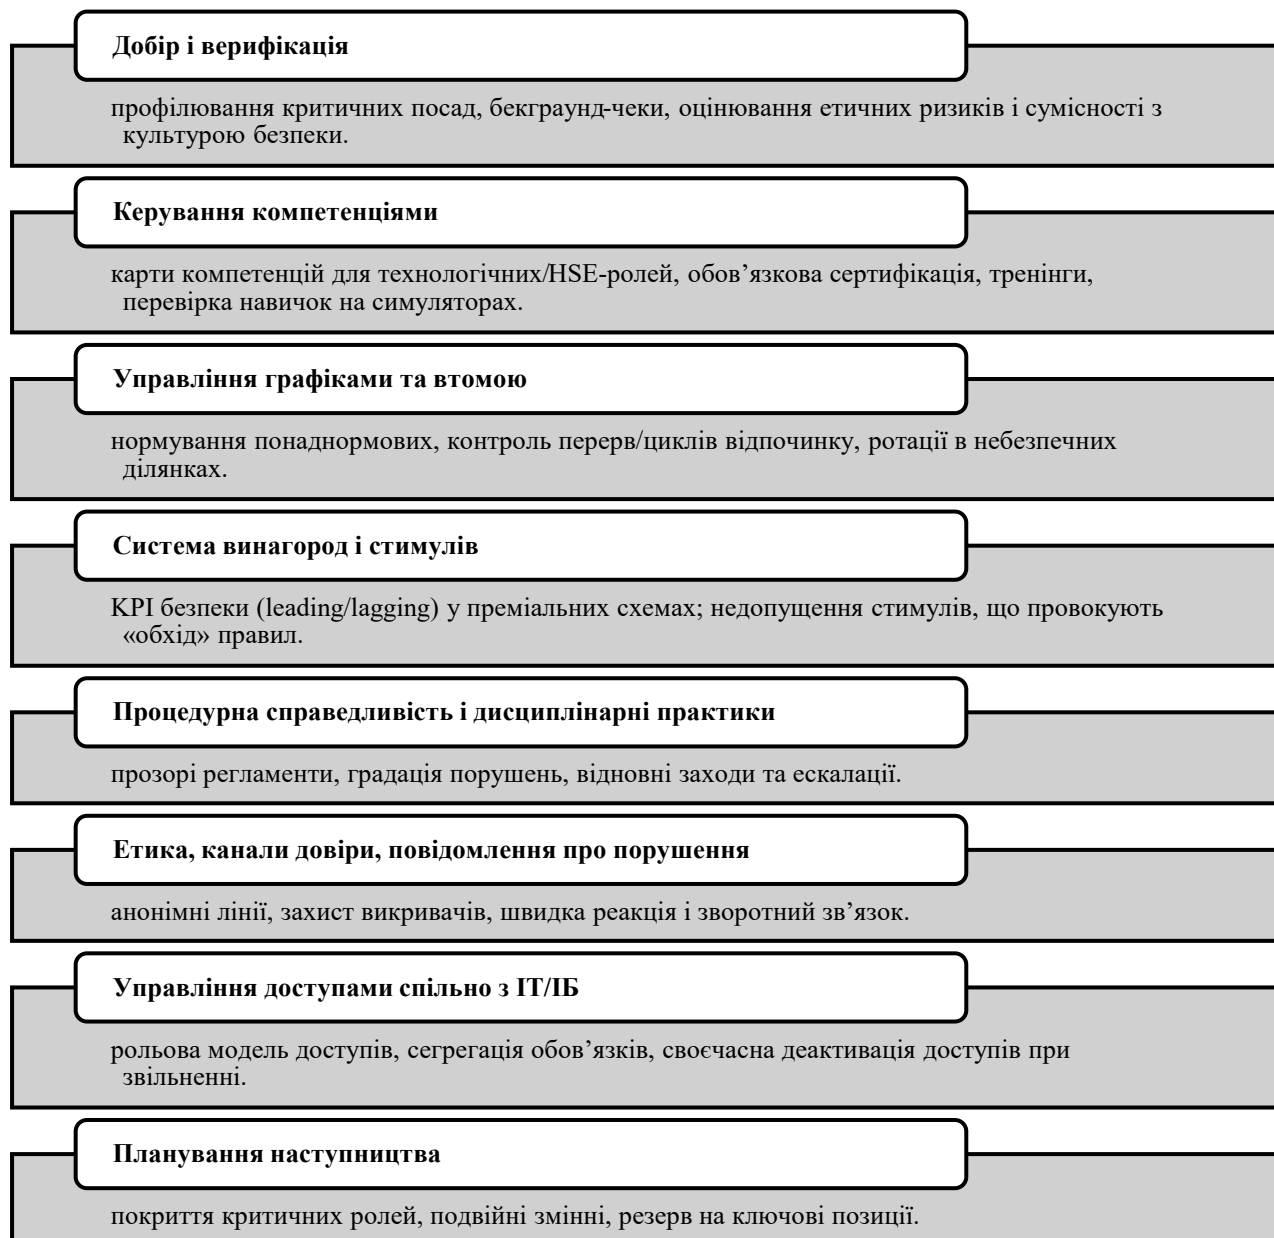 Добір і верифікація
профілювання критичних посад, бекграунд-чеки, оцінювання етичних ризиків і сумісності з
культурою безпеки.
Керування компетенціями
карти компетенцій для технологічних/HSE-ролей, обов’язкова сертифікація, тренінги,
перевірка навичок на симуляторах.
Управління графіками та втомою
нормування понаднормових, контроль перерв/циклів відпочинку, ротації в небезпечних
ділянках.
Система винагород і стимулів
KPI безпеки (leading/lagging) у преміальних схемах; недопущення стимулів, що провокують
«обхід» правил.
Процедурна справедливість і дисциплінарні практики
прозорі регламенти, градація порушень, відновні заходи та ескалації.
Етика, канали довіри, повідомлення про порушення
анонімні лінії, захист викривачів, швидка реакція і зворотний зв’язок.
Управління доступами спільно з ІТ/ІБ
рольова модель доступів, сегрегація обов’язків, своєчасна деактивація доступів при
звільненні.
Планування наступництва
покриття критичних ролей, подвійні змінні, резерв на ключові позиції.